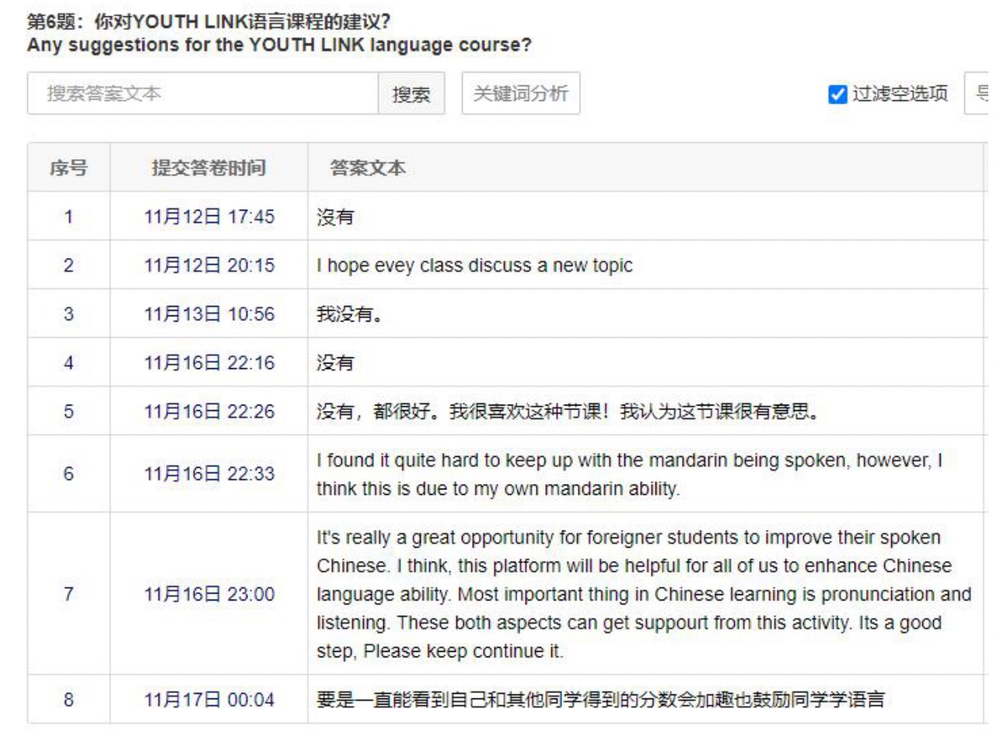 第6题：你对YOUTH LINK语言课程的建议？
Any suggestions for the YOUTH LINK language course?
搜索答案文本 搜索 关键词分析 过滤空选项
序号 提交答卷时间 答案文本
1 11月12日 17:45 沒有
2 11月12日 20:15 I hope evey class discuss a new topic
3 11月13日 10:56 我没有。
4 11月16日 22:16 没有
5 11月16日 22:26 没有，都很好。我很喜欢这种节课！我认为这节课很有意思。
6 11月16日 22:33 I found it quite hard to keep up with the mandarin being spoken, however, I
think this is due to my own mandarin ability.
7 11月16日 23:00 It's really a great opportunity for foreigner students to improve their spoken
Chinese. I think, this platform will be helpful for all of us to enhance Chinese
language ability. Most important thing in Chinese learning is pronunciation and
listening. These both aspects can get suppourt from this activity. Its a good
step, Please keep continue it.
8 11月17日 00:04 要是一直能看到自己和其他同学得到的分数会加趣也鼓励同学学语言